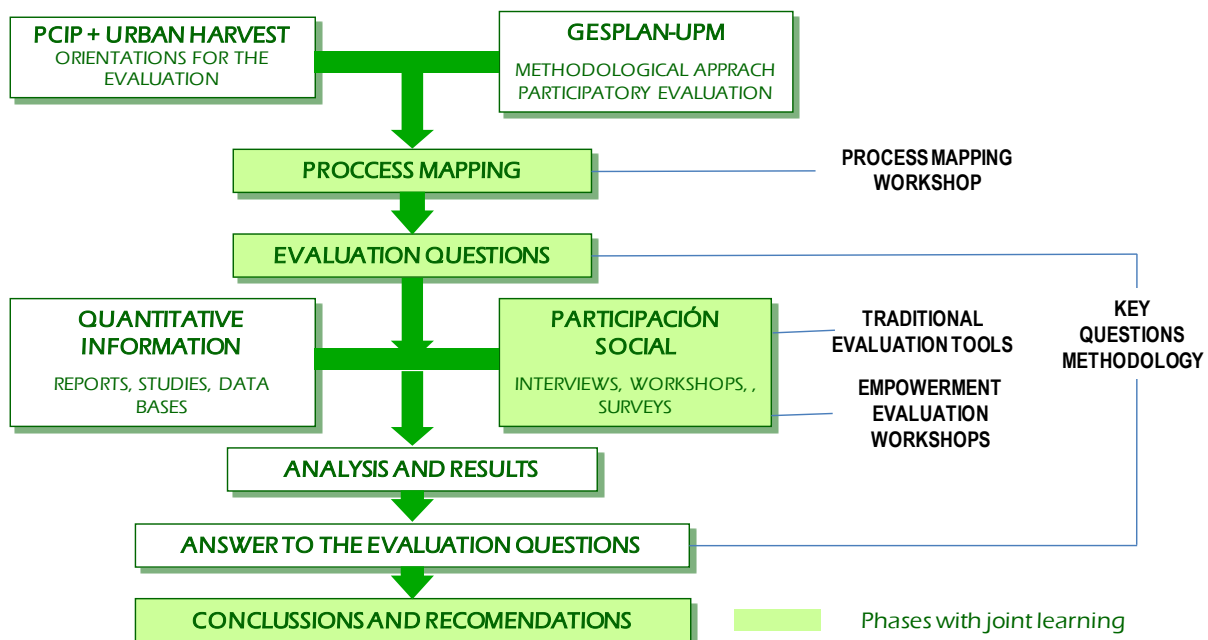 PCIP + URBAN HARVEST
ORIENTATIONS FOR THE
EVALUATION
GESPLAN-UPM
METHODOLOGICAL APPRACH
PARTICIPATORY EVALUATION
PROCCESS MAPPING
PROCESS MAPPING
WORKSHOP
EVALUATION QUESTIONS
QUANTITATIVE
INFORMATION
REPORTS, STUDIES, DATA
BASES
PARTICIPACIÓN
SOCIAL
INTERVIEWS, WORKSHOPS, ,
SURVEYS
TRADITIONAL
EVALUATION TOOLS
EMPOWERMENT
EVALUATION
WORKSHOPS
KEY
QUESTIONS
METHODOLOGY
ANALYSIS AND RESULTS
ANSWER TO THE EVALUATION QUESTIONS
CONCLUSSIONS AND RECOMENDATIONS
Phases with joint learning